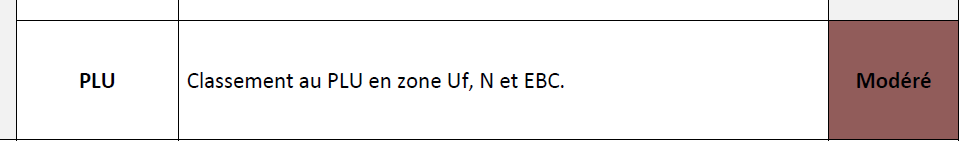 PLU
Classement au PLU en zone Uf, N et EBC.
Modéré